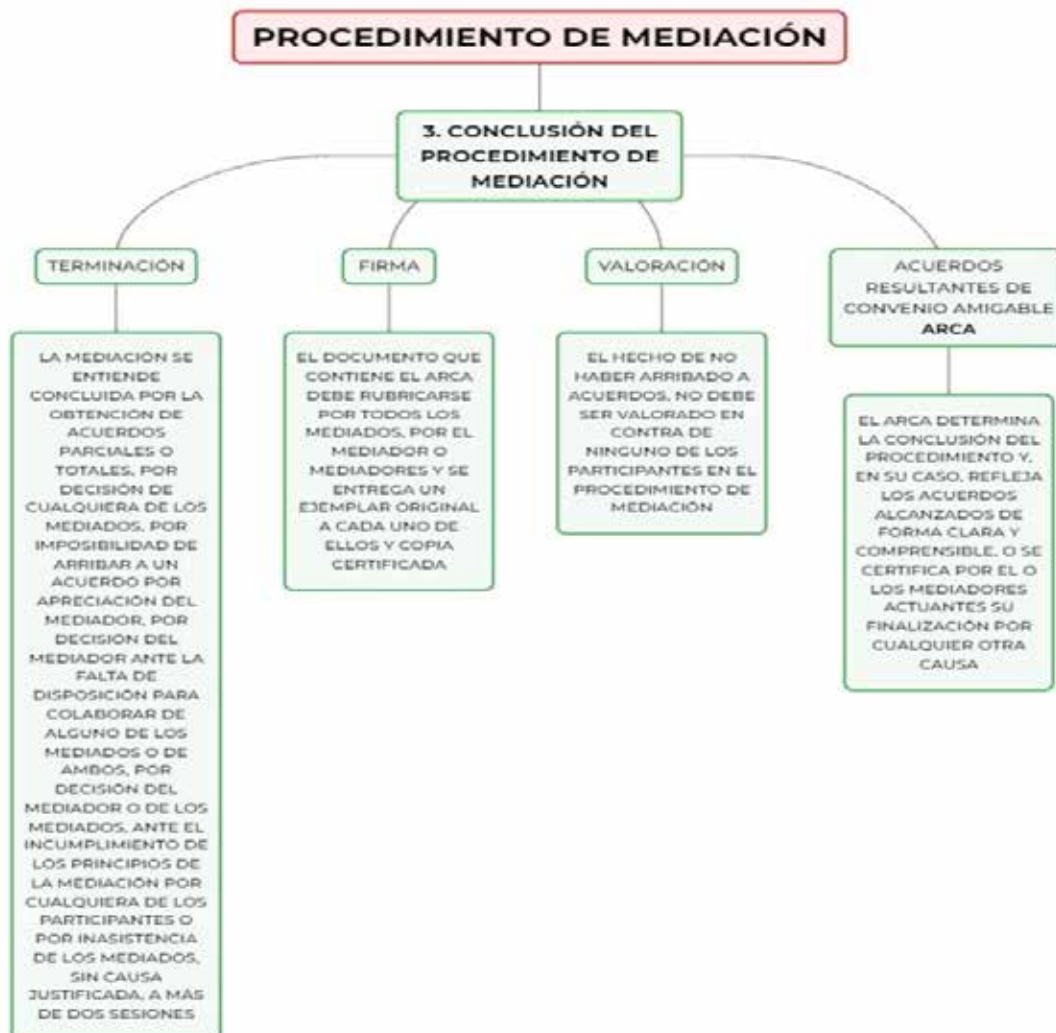 PROCEDIMIENTO DE MEDIACIÓN
3. CONCLUSIÓN DEL
PROCEDIMIENTO DE
MEDIACIÓN
TERMINACIÓN
LA MEDIACIÓN SE
ENTIENDE
CONCLUIDA POR LA
OBTENCIÓN DE
ACUERDOS
PARCIALES O
TOTALES, POR
DECISIÓN DE
CUALQUIERA DE LOS
MEDIADOS, POR
IMPOSIBILIDAD DE
ARRIBAR A UN
ACUERDO POR
APRECIACIÓN DEL
MEDIADOR, POR
DECISIÓN DEL
MEDIADOR ANTE LA
FALTA DE
DISPOSICIÓN PARA
COLABORAR DE
ALGUNO DE LOS
MEDIADOS O DE
AMBOS, POR
DECISIÓN DEL
MEDIADOR O DE LOS
MEDIADOS, ANTE EL
INCUMPLIMIENTO DE
LOS PRINCIPIOS DE
LA MEDIACIÓN POR
CUALQUIERA DE LOS
PARTICIPANTES O
POR INASISTENCIA
DE LOS MEDIADOS,
SIN CAUSA
JUSTIFICADA, A MÁS
DE DOS SESIONES
FIRMA
EL DOCUMENTO QUE
CONTIENE EL ARCA
DEBE RUBRICARSE
POR TODOS LOS
MEDIADOS, POR EL
MEDIADOR O
MEDIADORES Y SE
ENTREGA UN
EJEMPLAR ORIGINAL
A CADA UNO DE
ELLOS Y COPIA
CERTIFICADA
VALORACIÓN
EL HECHO DE NO
HABER ARRIBADO A
ACUERDOS, NO DEBE
SER VALORADO EN
CONTRA DE
NINGUNO DE LOS
PARTICIPANTES EN EL
PROCEDIMIENTO DE
MEDIACIÓN
ACUERDOS
RESULTANTES DE
CONVENIO AMIGABLE
ARCA
EL ARCA DETERMINA
LA CONCLUSIÓN DEL
PROCEDIMIENTO Y,
EN SU CASO, REFLEJA
LOS ACUERDOS
ALCANZADOS DE
FORMA CLARA Y
COMPRENSIBLE, O SE
CERTIFICA POR EL O
LOS MEDIADORES
ACTUANTES SU
FINALIZACIÓN POR
CUALQUIER OTRA
CAUSA